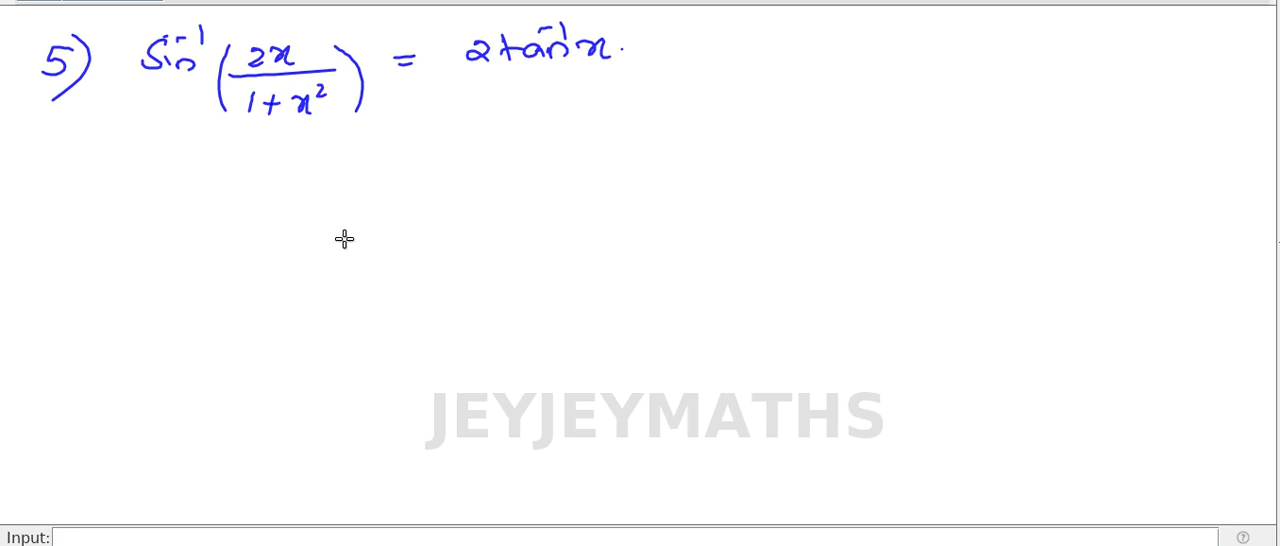 5) sin⁻¹(2x/(1+x²)) = 2tan⁻¹x.
JEYJEYMATHS
Input: